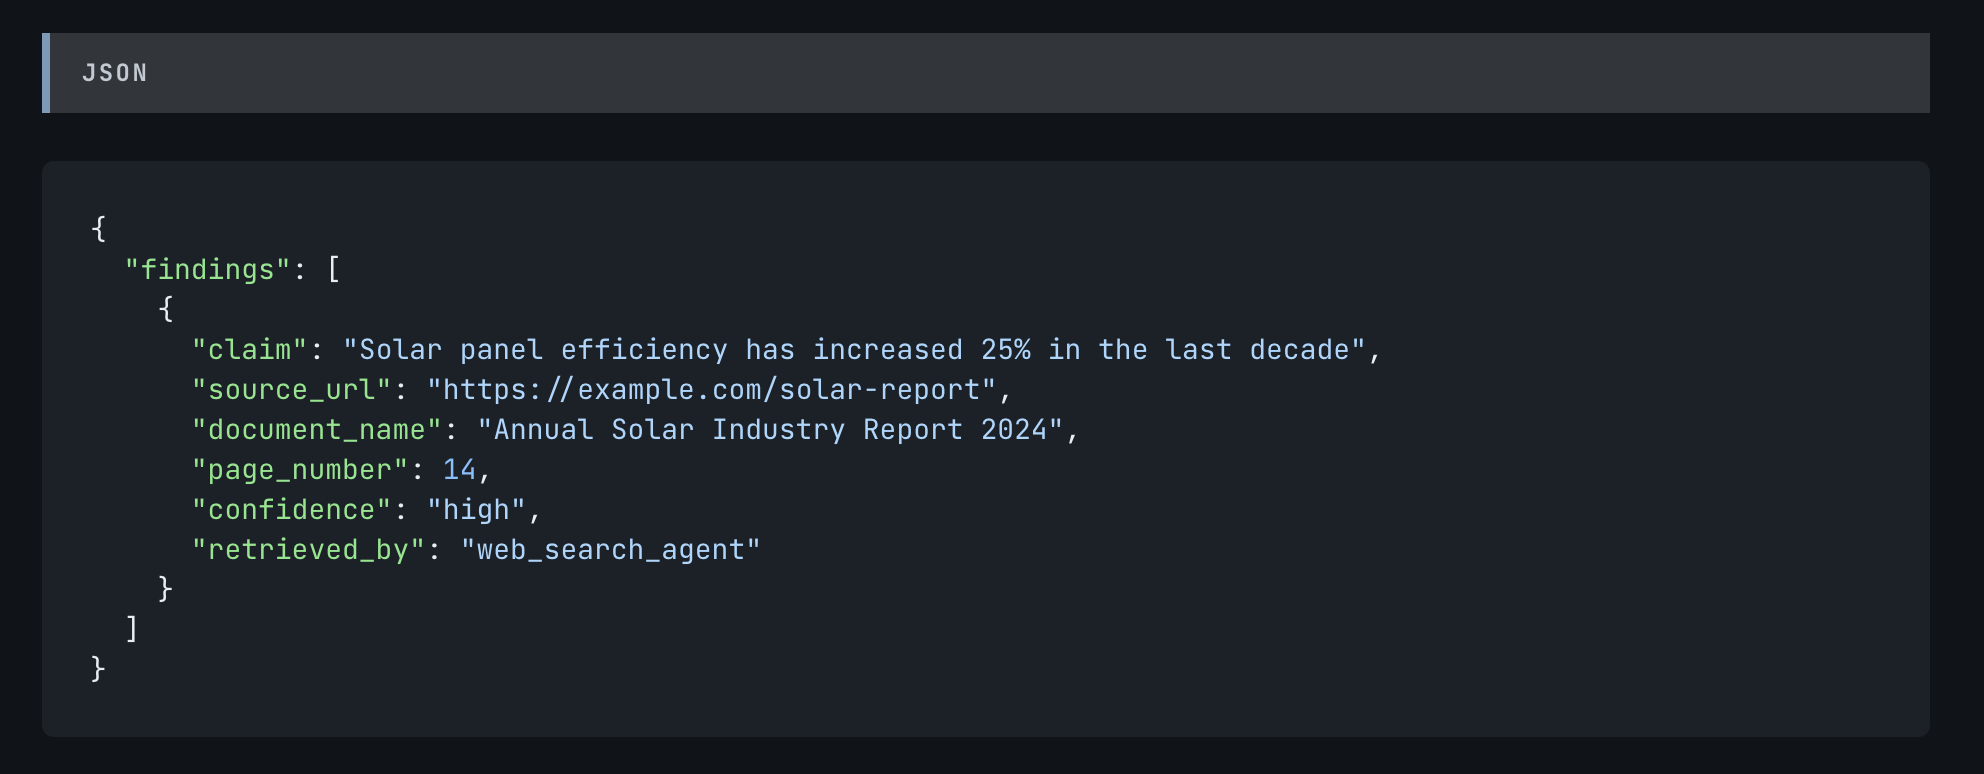 JSON
{
  "findings": [
    {
      "claim": "Solar panel efficiency has increased 25% in the last decade",
      "source_url": "https://example.com/solar-report",
      "document_name": "Annual Solar Industry Report 2024",
      "page_number": 14,
      "confidence": "high",
      "retrieved_by": "web_search_agent"
    }
  ]
}